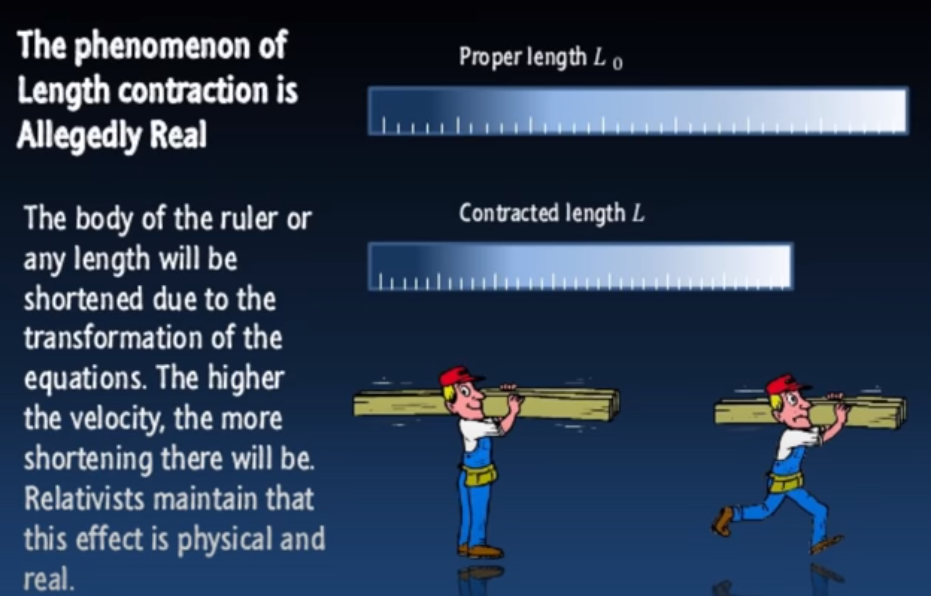 The phenomenon of
Length contraction is
Allegedly Real
Proper length L 0
Contracted length L
The body of the ruler or
any length will be
shortened due to the
transformation of the
equations. The higher
the velocity, the more
shortening there will be.
Relativists maintain that
this effect is physical and
real.